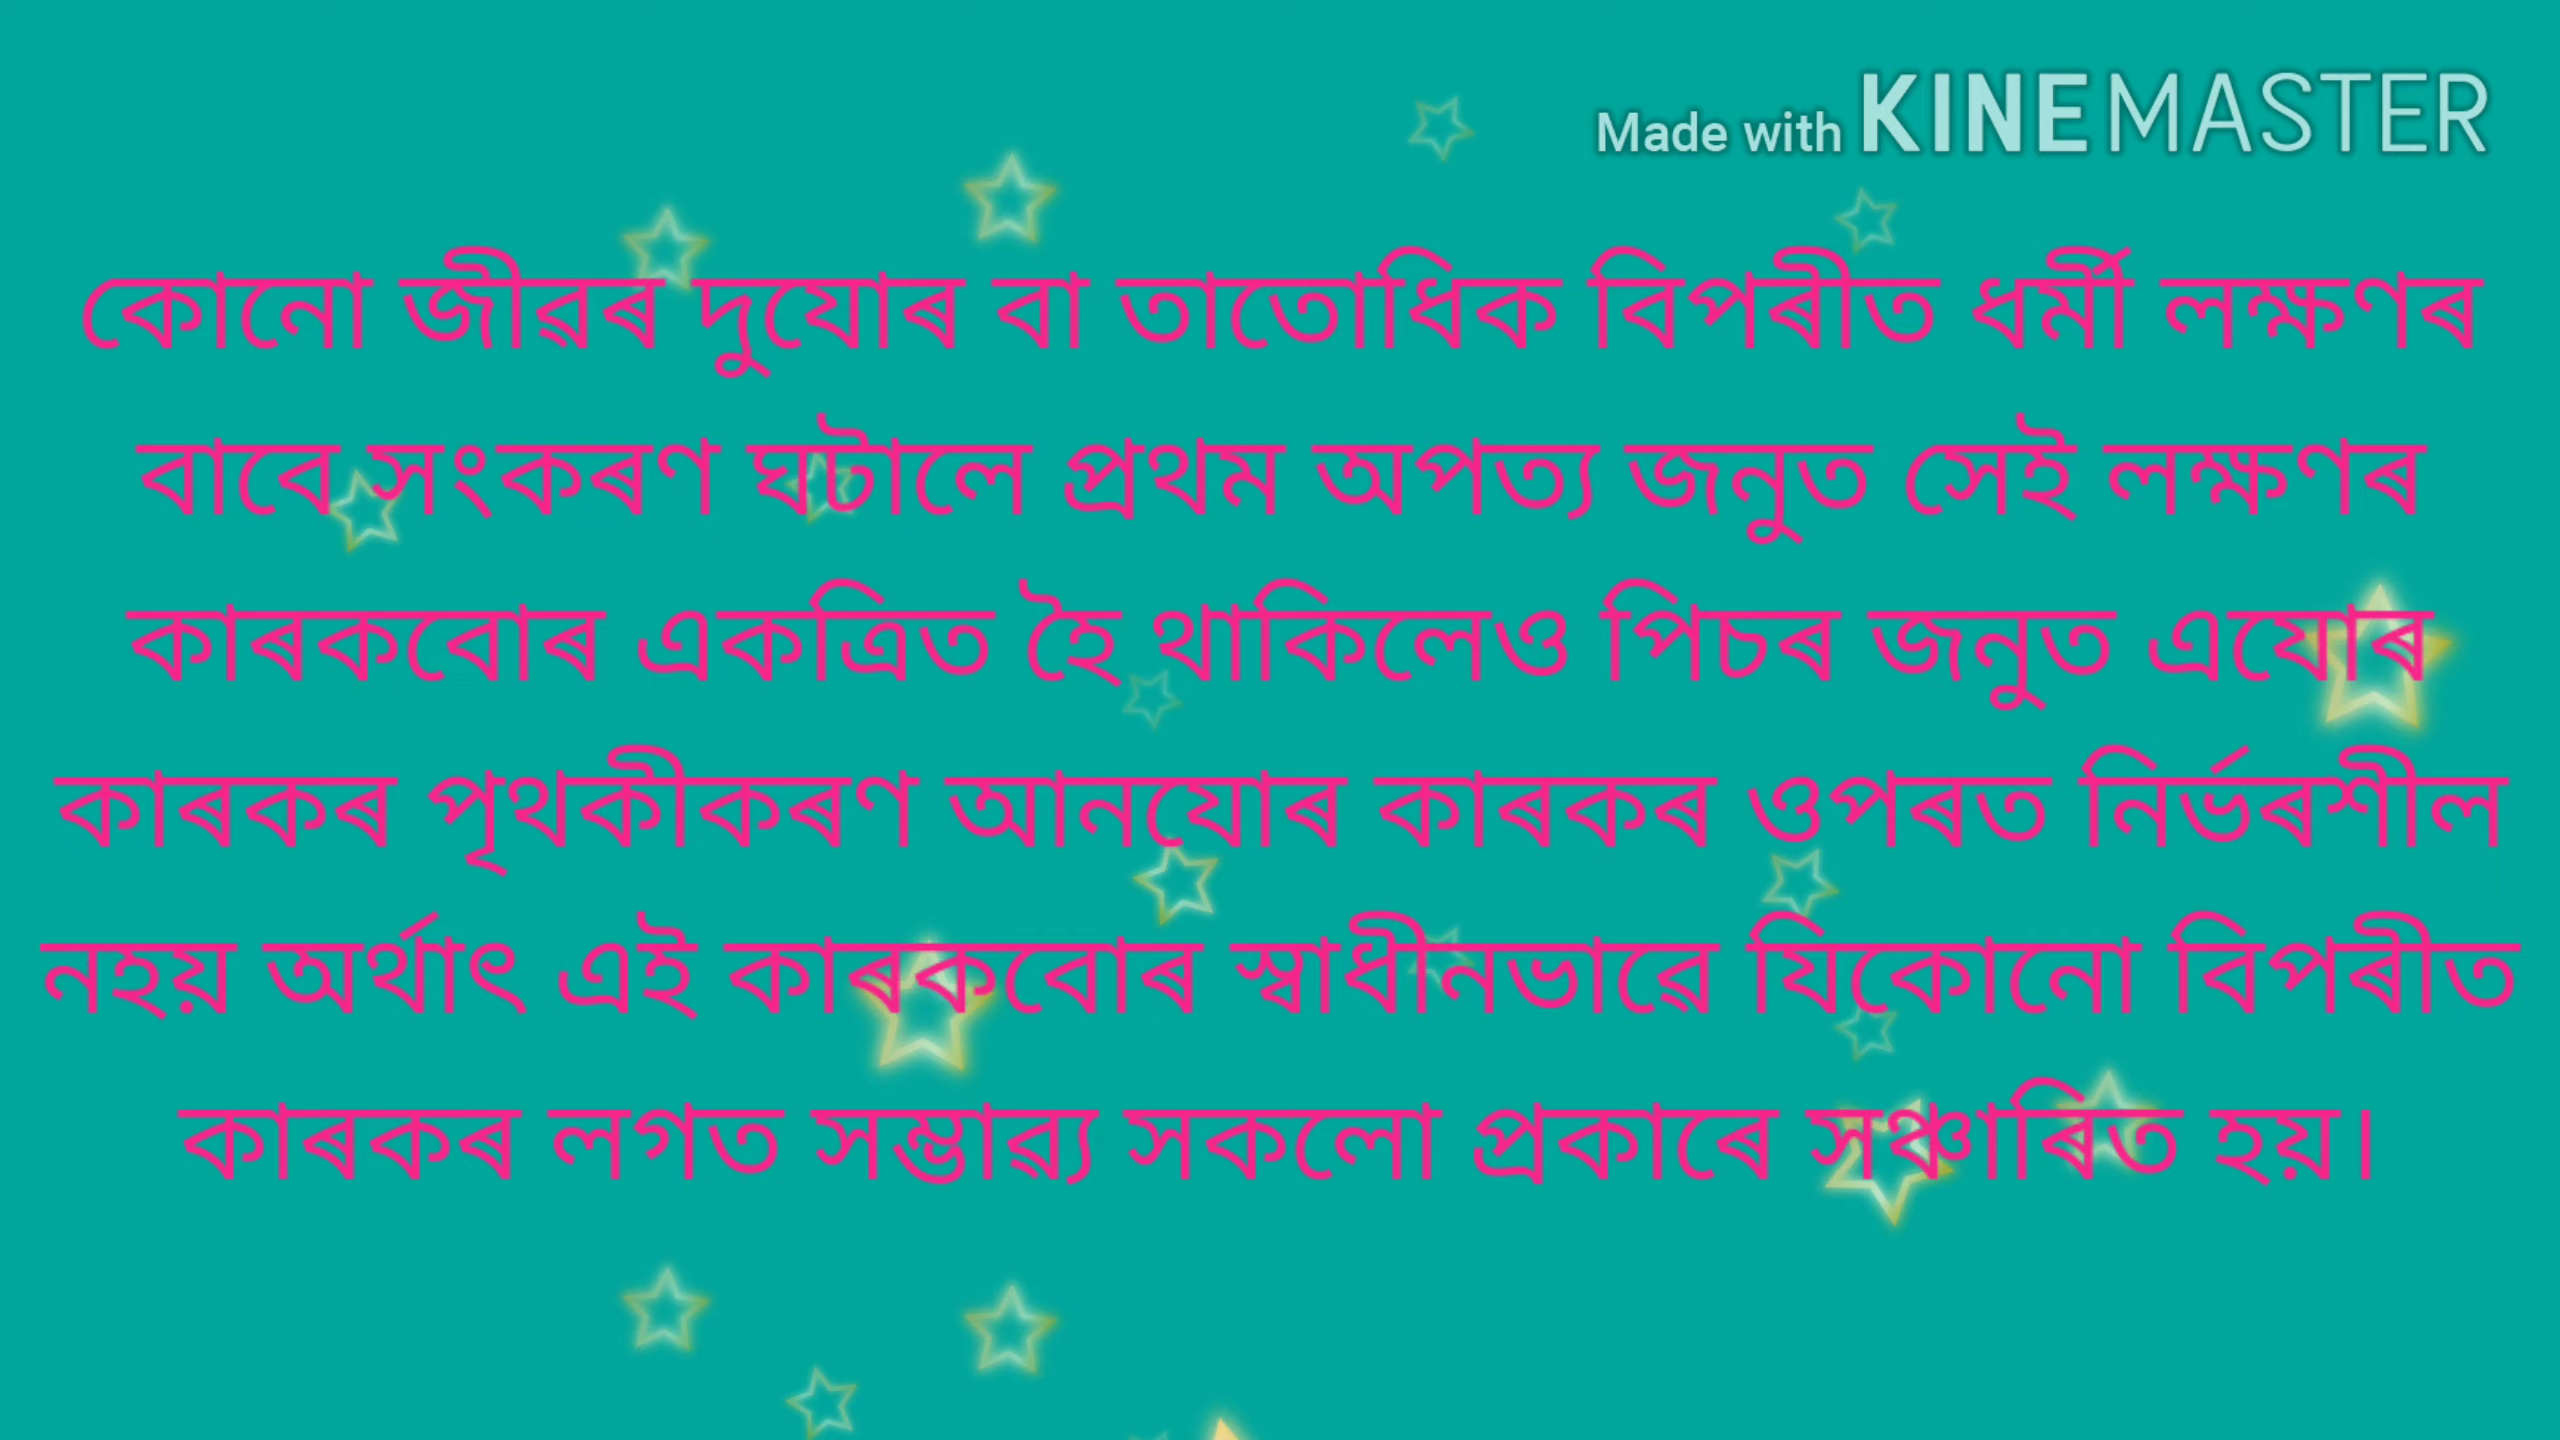 Made with KINEMASTER
কোনো জীৱৰ দুযোৰ বা তাতোধিক বিপৰীত ধৰ্মী লক্ষণৰ
বাবে সংকৰণ ঘটালে প্ৰথম অপত্য জনুত সেই লক্ষণৰ
কাৰকবোৰ একত্ৰিত হৈ থাকিলেও পিচৰ জনুত এযোৰ
কাৰকৰ পৃথকীকৰণ আনযোৰ কাৰকৰ ওপৰত নিৰ্ভৰশীল
নহয় অৰ্থাৎ এই কাৰকবোৰ স্বাধীনভাৱে যিকোনো বিপৰীত
কাৰকৰ লগত সম্ভাৱ্য সকলো প্ৰকাৰে সঞ্চাৰিত হয়।